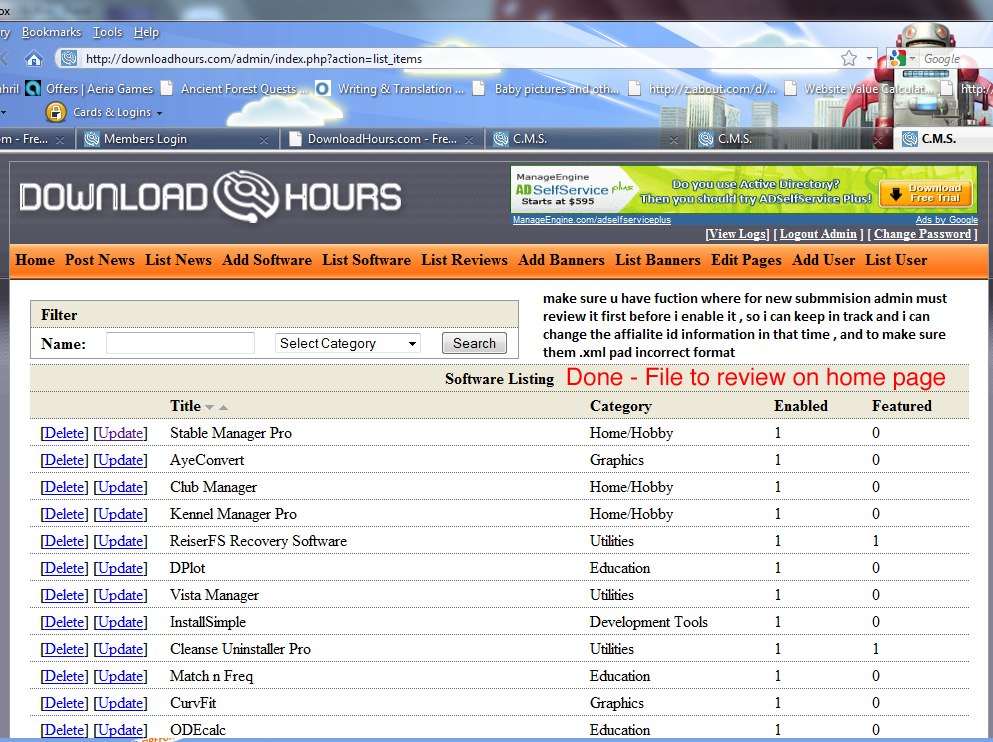 ox
ry Bookmarks Tools Help
http://downloadhours.com/admin/index.php?action=list_items
Google
hril Offers | Aeria Games Ancient Forest Quests ... Writing & Translation ... Baby pictures and oth... http://z.about.com/d/... Website Value Calculat... http:/
Cards & Logins
om - Fre... Members Login DownloadHours.com - Fre... C.M.S. C.M.S. C.M.S.
DOWNLOAD HOURS
ManageEngine
ADSelfService plus
Starts at $595
Do you use Active Directory?
Then you should try ADSelfService Plus!
Download
Free Trial
ManageEngine.com/adselfserviceplus Ads by Google
[View Logs] [ Logout Admin ] [ Change Password ]
Home Post News List News Add Software List Software List Reviews Add Banners List Banners Edit Pages Add User List User
Filter
Name: Select Category Search
make sure u have fuction where for new submmision admin must
review it first before i enable it , so i can keep in track and i can
change the affialite id information in that time , and to make sure
them .xml pad incorrect format
Software Listing Done - File to review on home page
Title Category Enabled Featured
[Delete] [Update] Stable Manager Pro Home/Hobby 1 0
[Delete] [Update] AyeConvert Graphics 1 0
[Delete] [Update] Club Manager Home/Hobby 1 0
[Delete] [Update] Kennel Manager Pro Home/Hobby 1 0
[Delete] [Update] ReiserFS Recovery Software Utilities 1 1
[Delete] [Update] DPlot Education 1 0
[Delete] [Update] Vista Manager Utilities 1 0
[Delete] [Update] InstallSimple Development Tools 1 0
[Delete] [Update] Cleanse Uninstaller Pro Utilities 1 1
[Delete] [Update] Match n Freq Education 1 0
[Delete] [Update] CurvFit Graphics 1 0
[Delete] [Update] ODEcalc Education 1 0